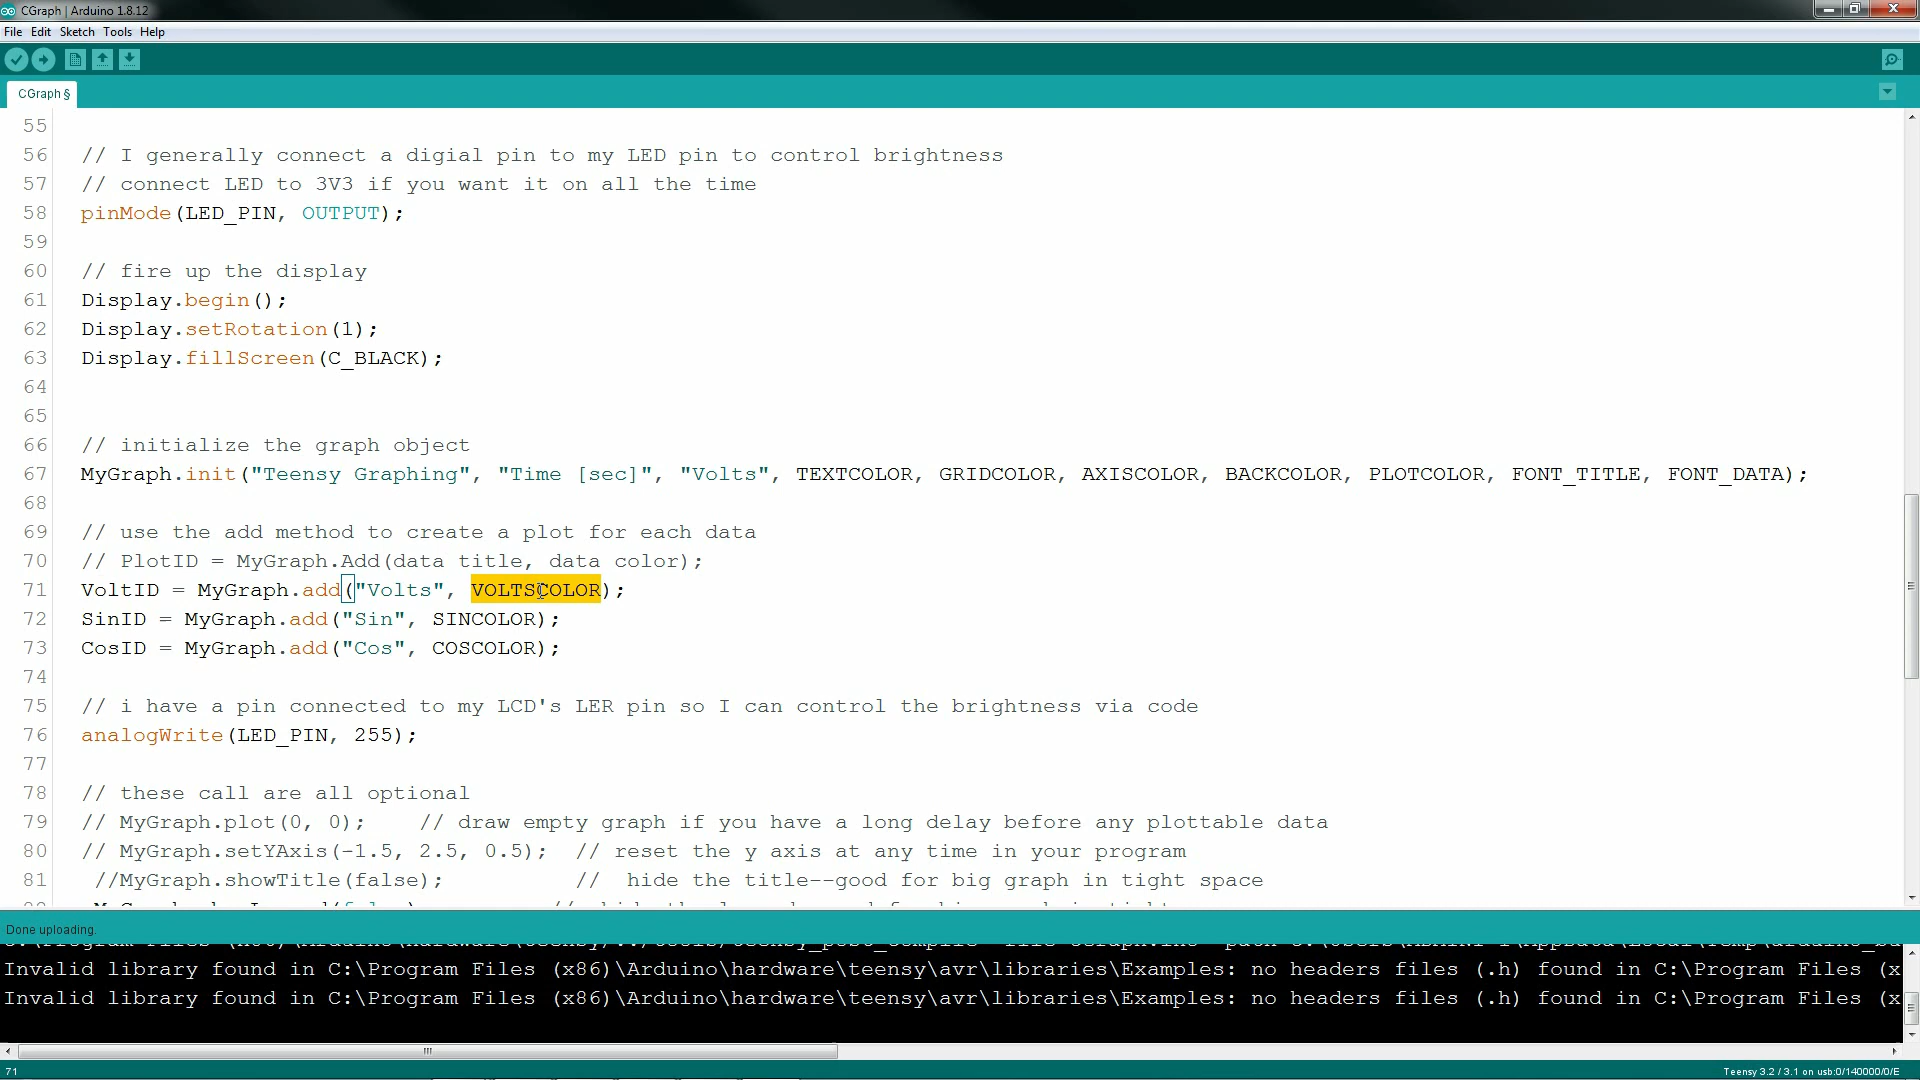 CGraph | Arduino 1.8.12
File Edit Sketch Tools Help
CGraph §
55
56 // I generally connect a digial pin to my LED pin to control brightness
57 // connect LED to 3V3 if you want it on all the time
58 pinMode(LED_PIN, OUTPUT);
59
60 // fire up the display
61 Display.begin();
62 Display.setRotation(1);
63 Display.fillScreen(C_BLACK);
64
65
66 // initialize the graph object
67 MyGraph.init("Teensy Graphing", "Time [sec]", "Volts", TEXTCOLOR, GRIDCOLOR, AXISCOLOR, BACKCOLOR, PLOTCOLOR, FONT_TITLE, FONT_DATA);
68
69 // use the add method to create a plot for each data
70 // PlotID = MyGraph.Add(data title, data color);
71 VoltID = MyGraph.add("Volts", VOLTSCOLOR);
72 SinID = MyGraph.add("Sin", SINCOLOR);
73 CosID = MyGraph.add("Cos", COSCOLOR);
74
75 // i have a pin connected to my LCD's LER pin so I can control the brightness via code
76 analogWrite(LED_PIN, 255);
77
78 // these call are all optional
79 // MyGraph.plot(0, 0); // draw empty graph if you have a long delay before any plottable data
80 // MyGraph.setYAxis(-1.5, 2.5, 0.5); // reset the y axis at any time in your program
81 //MyGraph.showTitle(false); // hide the title--good for big graph in tight space
Done uploading.
Invalid library found in C:\Program Files (x86)\Arduino\hardware\teensy\avr\libraries\Examples: no headers files (.h) found in C:\Program Files (x
Invalid library found in C:\Program Files (x86)\Arduino\hardware\teensy\avr\libraries\Examples: no headers files (.h) found in C:\Program Files (x
71
Teensy 3.2 / 3.1 on usb:0/140000/0/E